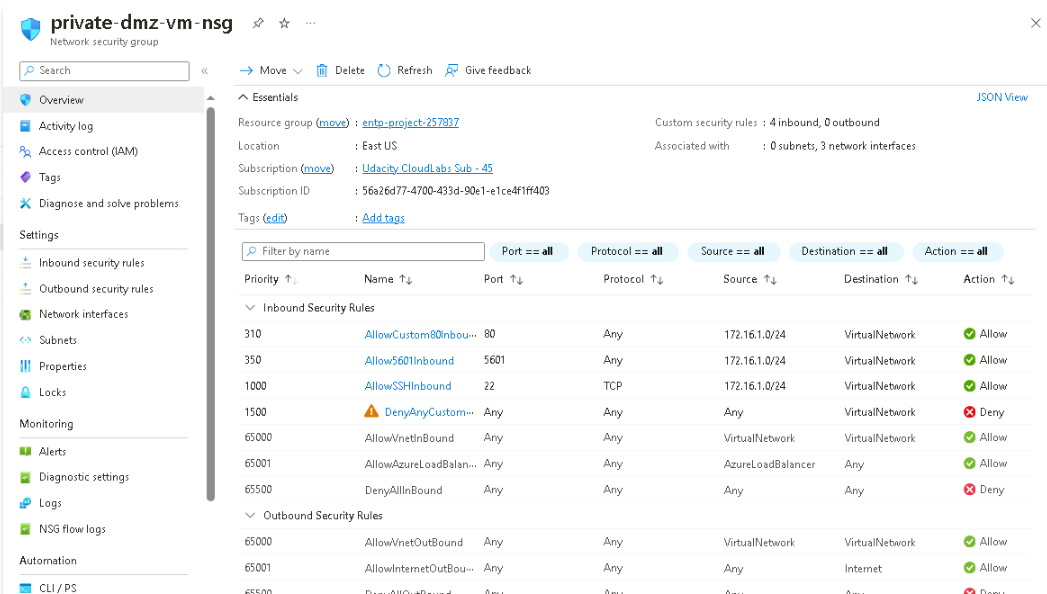 private-dmz-vm-nsg
Network security group
Search
Move Delete Refresh Give feedback
Overview
Activity log
Access control (IAM)
Tags
Diagnose and solve problems
Settings
Inbound security rules
Outbound security rules
Network interfaces
Subnets
Properties
Locks
Monitoring
Alerts
Diagnostic settings
Logs
NSG flow logs
Automation
CLI / PS
Essentials JSON View
Resource group (move) : entp-project-257837
Location : East US
Subscription (move) : Udacity CloudLabs Sub - 45
Subscription ID : 56a26d77-4700-433d-90e1-e1ce4f1ff403
Tags (edit) : Add tags
Custom security rules : 4 inbound, 0 outbound
Associated with : 0 subnets, 3 network interfaces
Filter by name Port == all Protocol == all Source == all Destination == all Action == all
Priority ↑↓ Name ↑↓ Port ↑↓ Protocol ↑↓ Source ↑↓ Destination ↑↓ Action ↑↓
Inbound Security Rules
310 AllowCustom80Inbou··· 80 Any 172.16.1.0/24 VirtualNetwork Allow
350 Allow5601Inbound 5601 Any 172.16.1.0/24 VirtualNetwork Allow
1000 AllowSSHInbound 22 TCP 172.16.1.0/24 VirtualNetwork Allow
1500 DenyAnyCustom··· Any Any Any VirtualNetwork Deny
65000 AllowVnetInBound Any Any VirtualNetwork VirtualNetwork Allow
65001 AllowAzureLoadBalan··· Any Any AzureLoadBalancer Any Allow
65500 DenyAllInBound Any Any Any Any Deny
Outbound Security Rules
65000 AllowVnetOutBound Any Any VirtualNetwork VirtualNetwork Allow
65001 AllowInternetOutBou··· Any Any Any Internet Allow
65500 DenyAllOutBound Any Any Any Any Deny